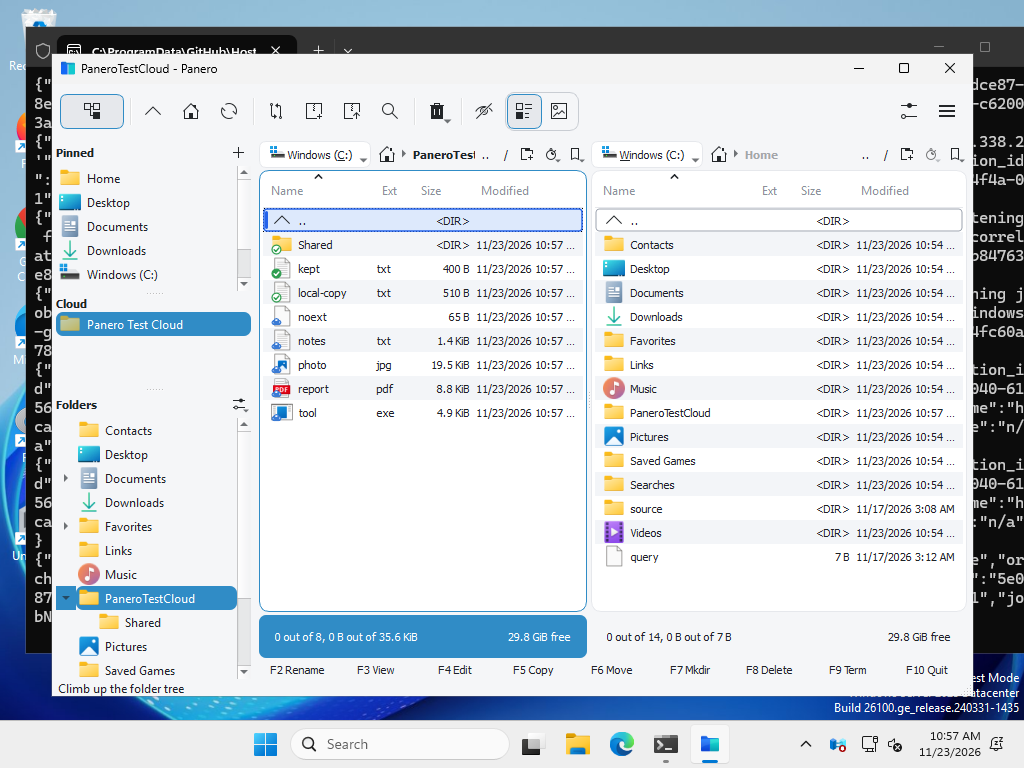 C:\ProgramData\GitHub\Host
PaneroTestCloud - Panero
Pinned
Home
Desktop
Documents
Downloads
Windows (C:)
Cloud
Panero Test Cloud
Folders
Contacts
Desktop
Documents
Downloads
Favorites
Links
Music
PaneroTestCloud
Shared
Pictures
Saved Games
Climb up the folder tree
Windows (C:) PaneroTest .. /
Name Ext Size Modified
.. <DIR>
Shared <DIR> 11/23/2026 10:57 ...
kept txt 400 B 11/23/2026 10:57 ...
local-copy txt 510 B 11/23/2026 10:57 ...
noext 65 B 11/23/2026 10:57 ...
notes txt 1.4 KiB 11/23/2026 10:57 ...
photo jpg 19.5 KiB 11/23/2026 10:57 ...
report pdf 8.8 KiB 11/23/2026 10:57 ...
tool exe 4.9 KiB 11/23/2026 10:57 ...
0 out of 8, 0 B out of 35.6 KiB 29.8 GiB free
Windows (C:) Home .. /
Name Ext Size Modified
.. <DIR>
Contacts <DIR> 11/23/2026 10:54 ...
Desktop <DIR> 11/23/2026 10:54 ...
Documents <DIR> 11/23/2026 10:54 ...
Downloads <DIR> 11/23/2026 10:54 ...
Favorites <DIR> 11/23/2026 10:54 ...
Links <DIR> 11/23/2026 10:54 ...
Music <DIR> 11/23/2026 10:54 ...
PaneroTestCloud <DIR> 11/23/2026 10:57 ...
Pictures <DIR> 11/23/2026 10:54 ...
Saved Games <DIR> 11/23/2026 10:54 ...
Searches <DIR> 11/23/2026 10:54 ...
source <DIR> 11/17/2026 3:08 AM
Videos <DIR> 11/23/2026 10:54 ...
query 7 B 11/17/2026 3:12 AM
0 out of 14, 0 B out of 7 B 29.8 GiB free
F2 Rename F3 View F4 Edit F5 Copy F6 Move F7 Mkdir F8 Delete F9 Term F10 Quit
Build 26100.ge_release.240331-1435
Search
10:57 AM
11/23/2026